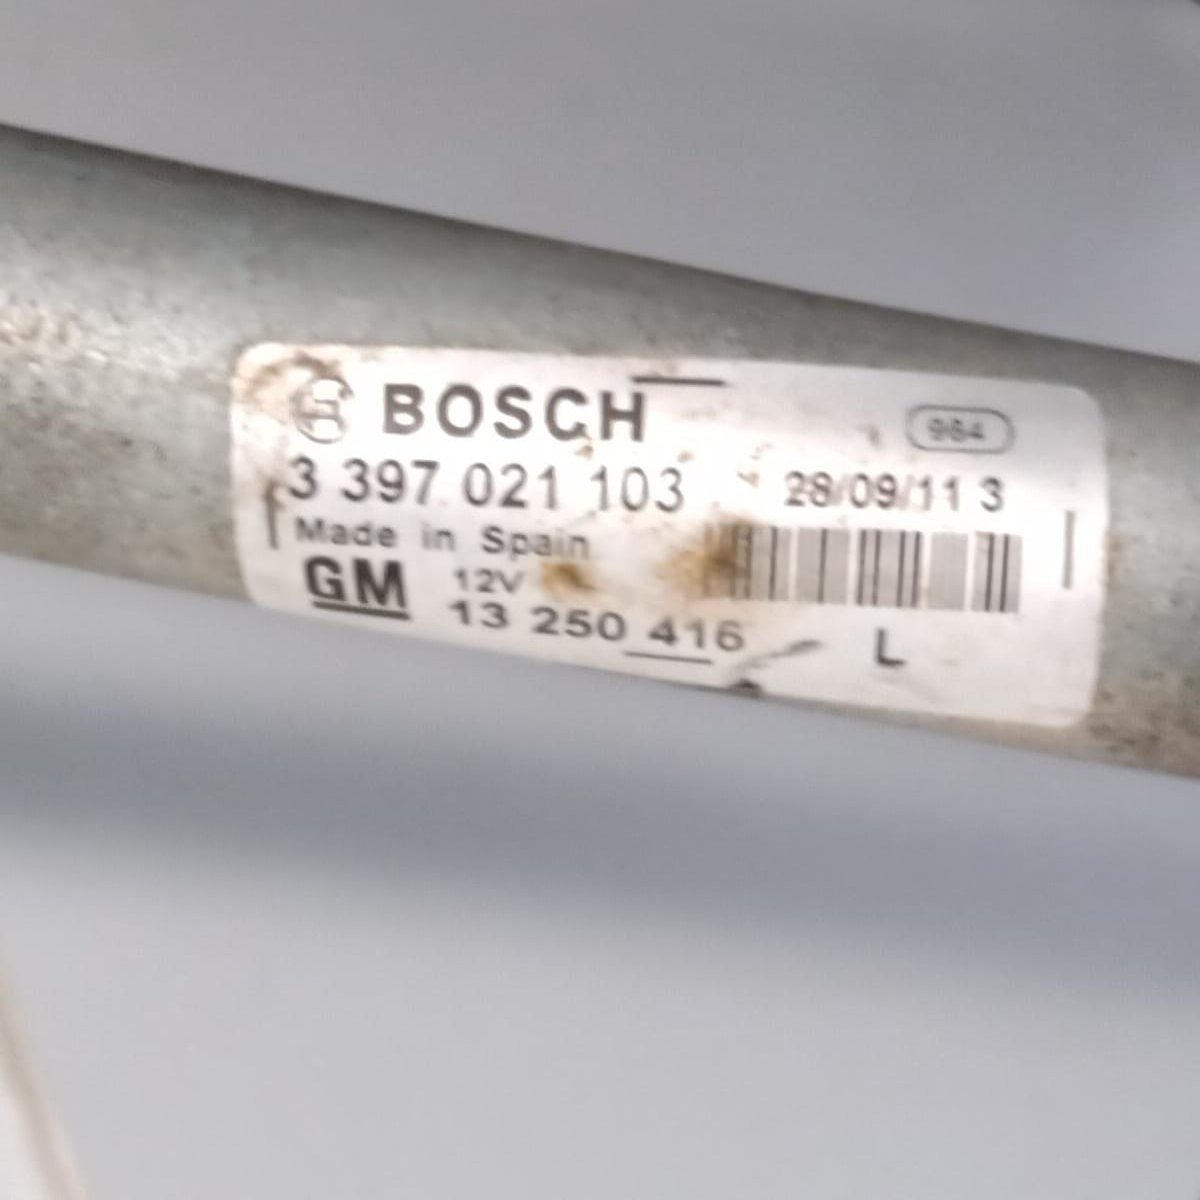 BOSCH
984
3 397 021 103
28/09/11 3
Made in Spain
GM
12V
13 250 416
L